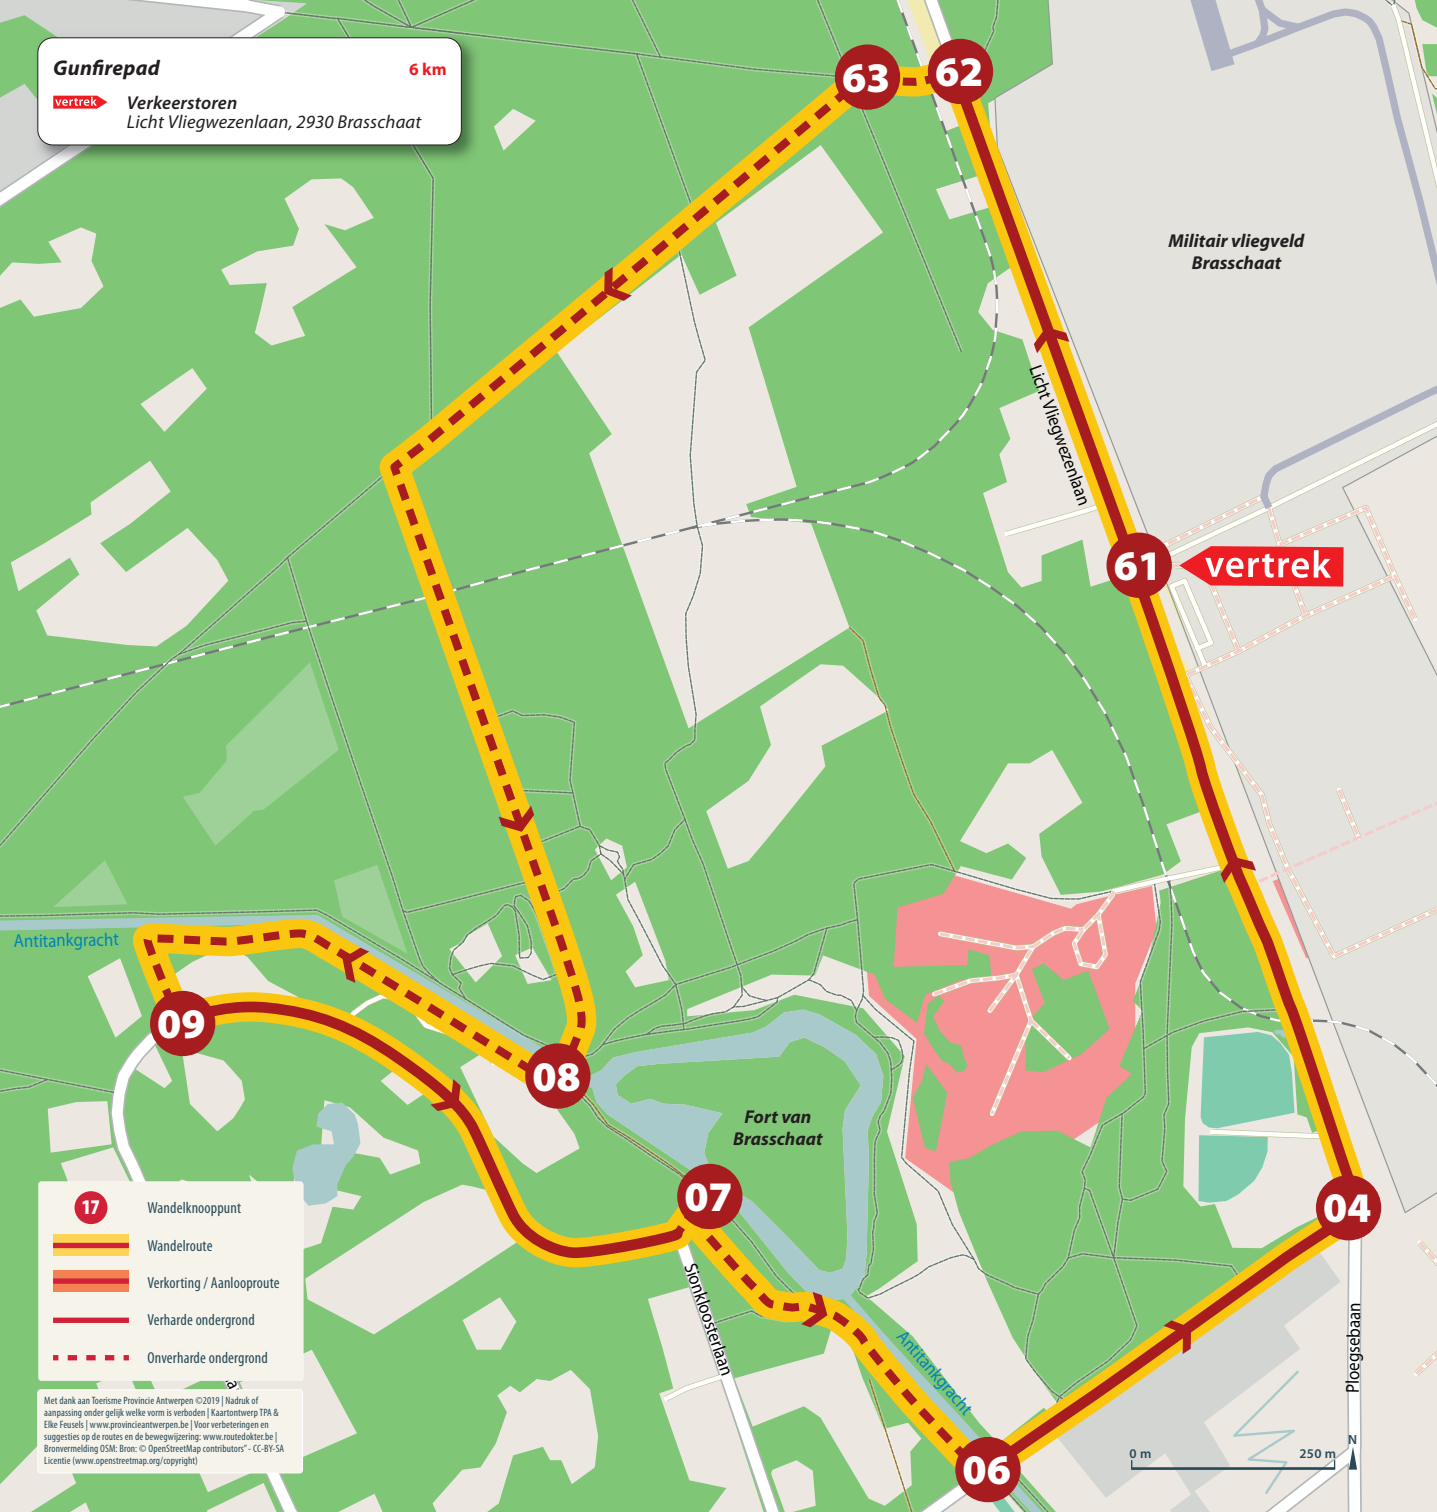 Gunfirepad
6 km
vertrek
Verkeerstoren
Licht Vliegwezenlaan, 2930 Brasschaat
63
62
Militair vliegveld
Brasschaat
Licht Vliegwezenlaan
61
vertrek
Antitankgracht
09
08
Fort van
Brasschaat
07
04
Sionkloosterlaan
Antitankgracht
Ploegsebaan
06
17
Wandelknooppunt
Wandelroute
Verkorting / Aanlooproute
Verharde ondergrond
Onverharde ondergrond
Met dank aan Toerisme Provincie Antwerpen ©2019 | Nadruk of
aanpassing onder gelijk welke vorm is verboden | Kaartontwerp TPA &
Elke Feusels | www.provincieantwerpen.be | Voor verbeteringen en
suggesties op de routes en de bewegwijzering: www.routedokter.be |
Bronvermelding OSM: Bron: © OpenStreetMap contributors" - CC-BY-SA
Licentie (www.openstreetmap.org/copyright)
0 m
250 m
N